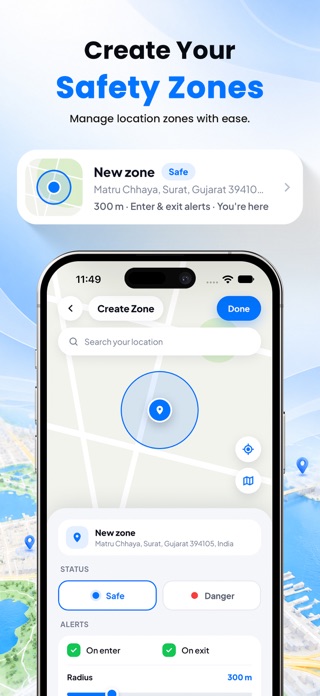 Create Your
Safety Zones
Manage location zones with ease.
New zone Safe
Matru Chhaya, Surat, Gujarat 39410...
300 m · Enter & exit alerts · You're here
11:49
Create Zone
Done
Search your location
New zone
Matru Chhaya, Surat, Gujarat 394105, India
STATUS
Safe
Danger
ALERTS
On enter
On exit
Radius
300 m